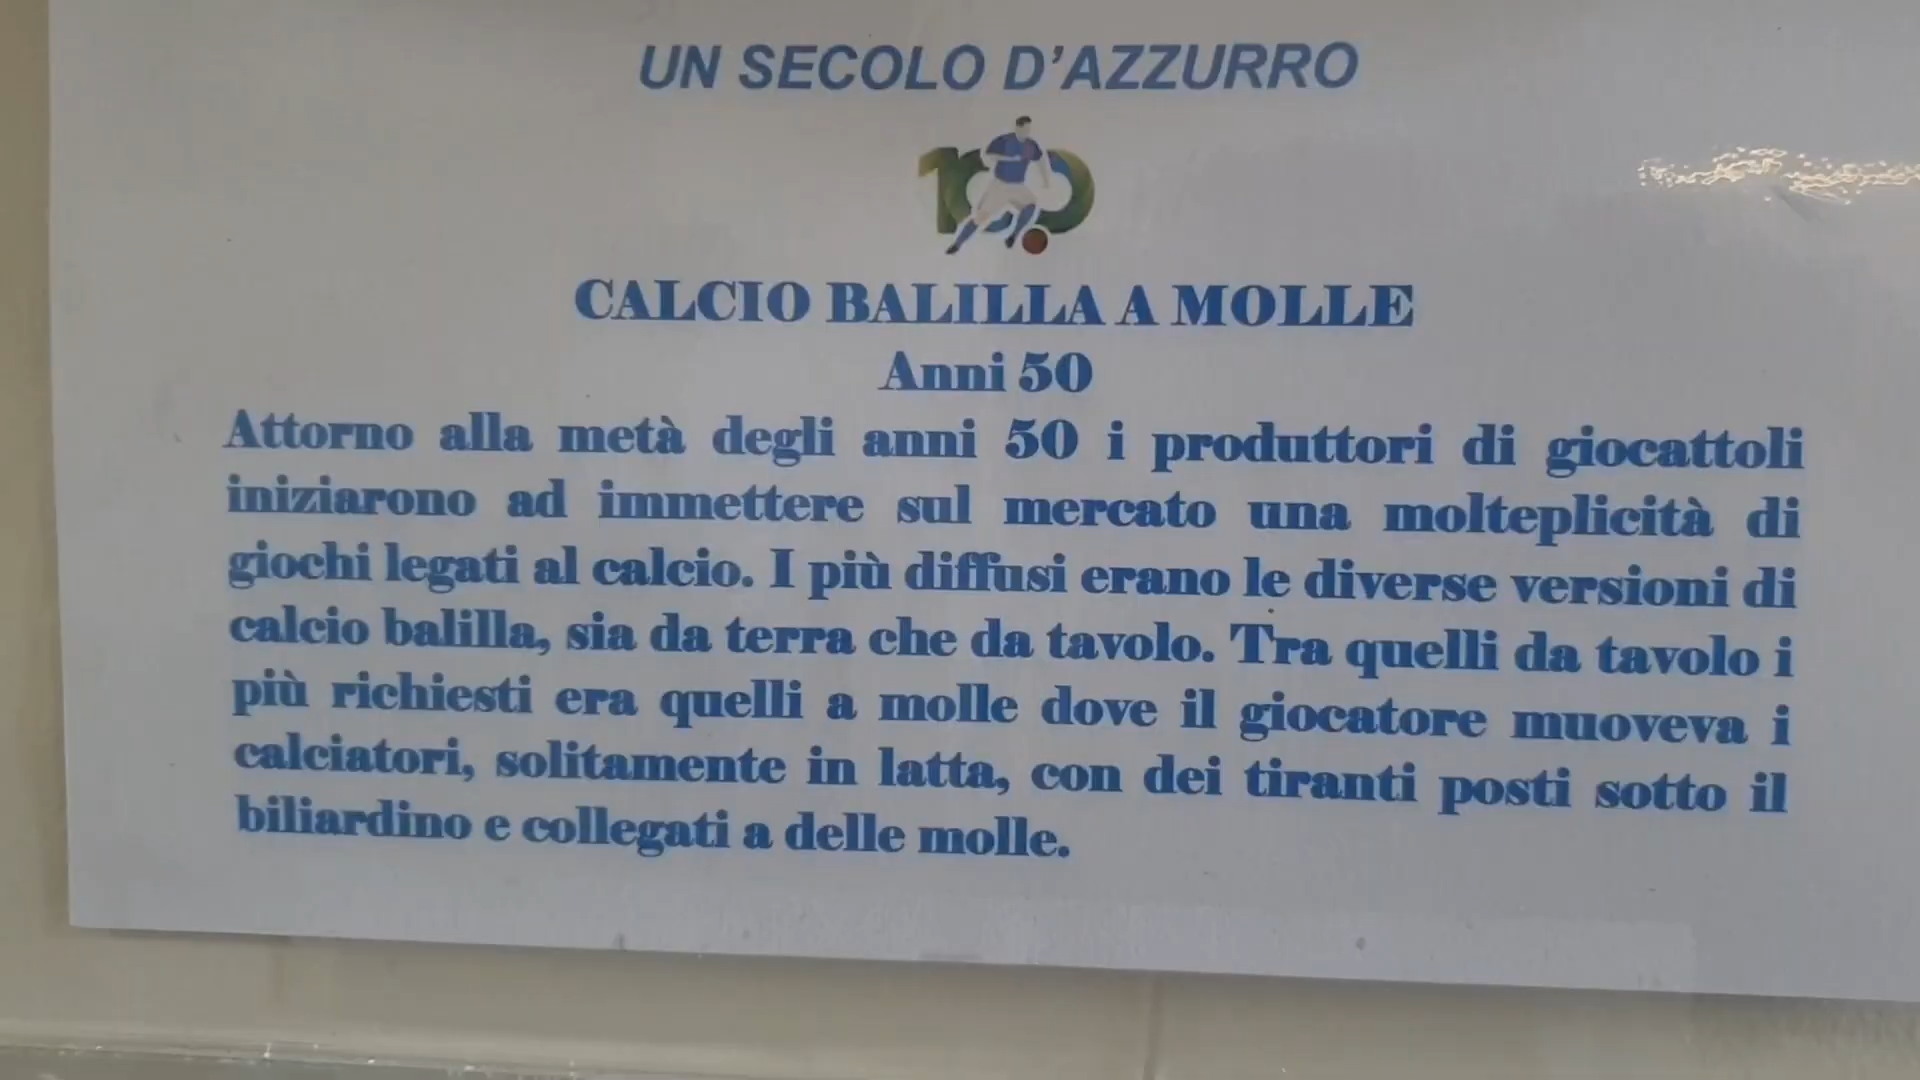 UN SECOLO D'AZZURRO
100
CALCIO BALILLA A MOLLE
Anni 50
Attorno alla metà degli anni 50 i produttori di giocattoli
iniziarono ad immettere sul mercato una molteplicità di
giochi legati al calcio. I più diffusi erano le diverse versioni di
calcio balilla, sia da terra che da tavolo. Tra quelli da tavolo i
più richiesti era quelli a molle dove il giocatore muoveva i
calciatori, solitamente in latta, con dei tiranti posti sotto il
biliardino e collegati a delle molle.